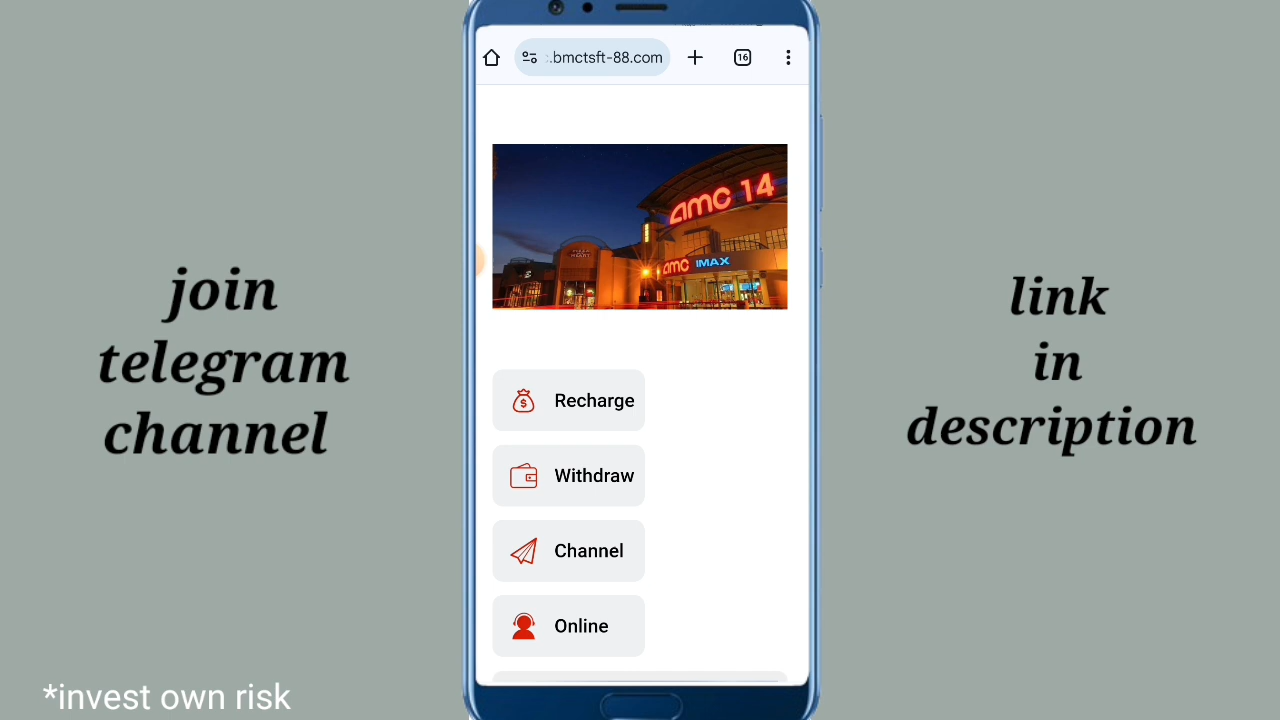 join
telegram
channel
*invest own risk
16
.bmctsft-88.com
AMC 14
AMC IMAX
Recharge
Withdraw
Channel
Online
link
in
description